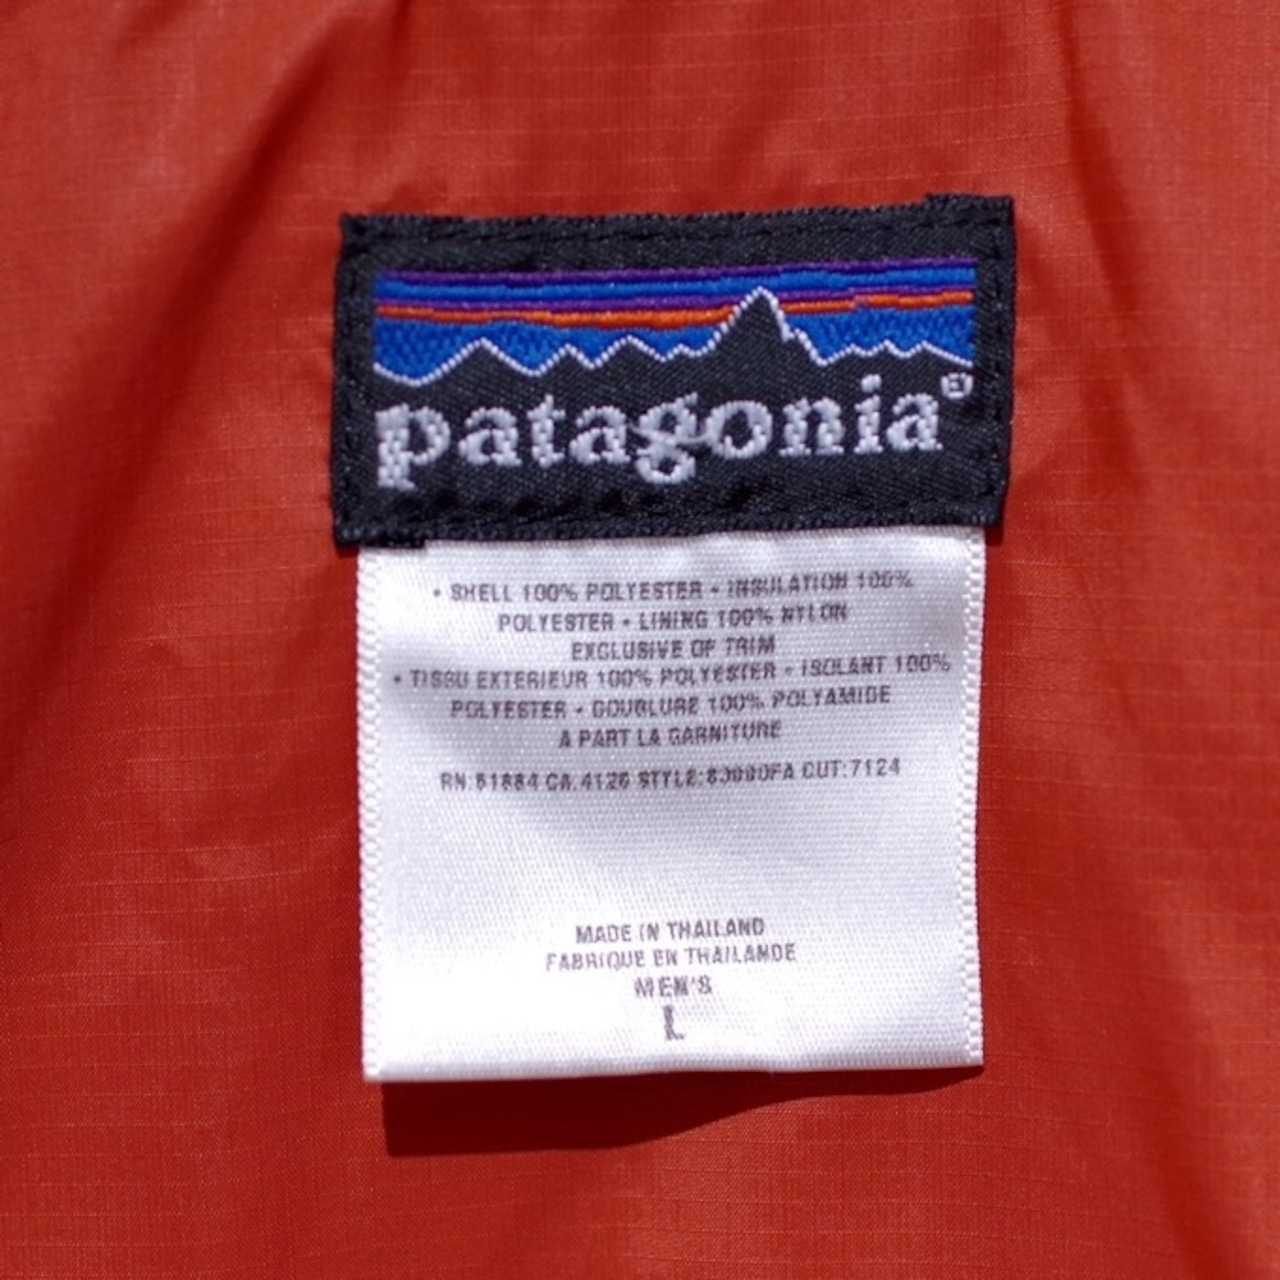 patagonia®
• SHELL 100% POLYESTER • INSULATION 100%
POLYESTER • LINING 100% NYLON
EXCLUSIVE OF TRIM
• TISSU EXTERIEUR 100% POLYESTER • ISOLANT 100%
POLYESTER • DOUBLURE 100% POLYAMIDE
A PART LA GARNITURE
RN: 51884 CA. 4126 STYLE: CUT:7124
MADE IN THAILAND
FABRIQUE EN THAILANDE
MEN'S
L